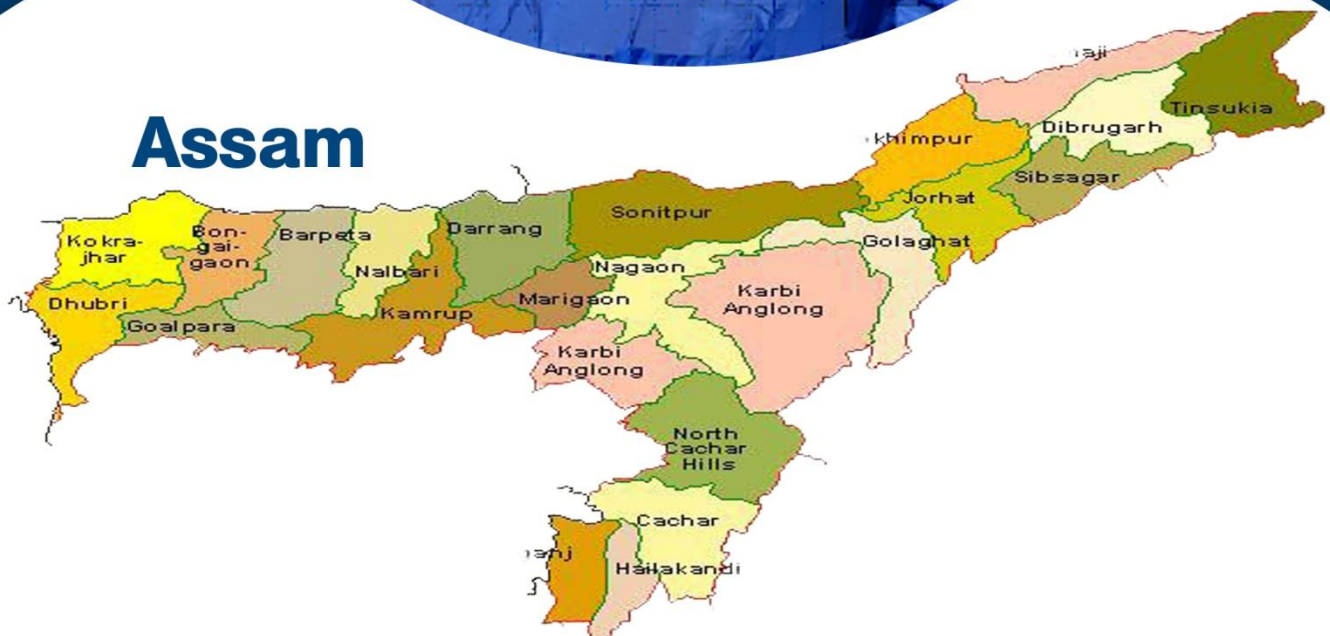 Assam
Tinsukia
Dibrugarh
Sibsagar
Jorhat
Sonitpur
Golaghat
Darrang
Kokra-
jhar
Bon-
gai-
gaon
Barpeta
Nalbari
Nagaon
Marigaon
Karbi
Anglong
Dhubri
Goalpara
Kamrup
Karbi
Anglong
North
Cachar
Hills
Cachar
Hailakandi